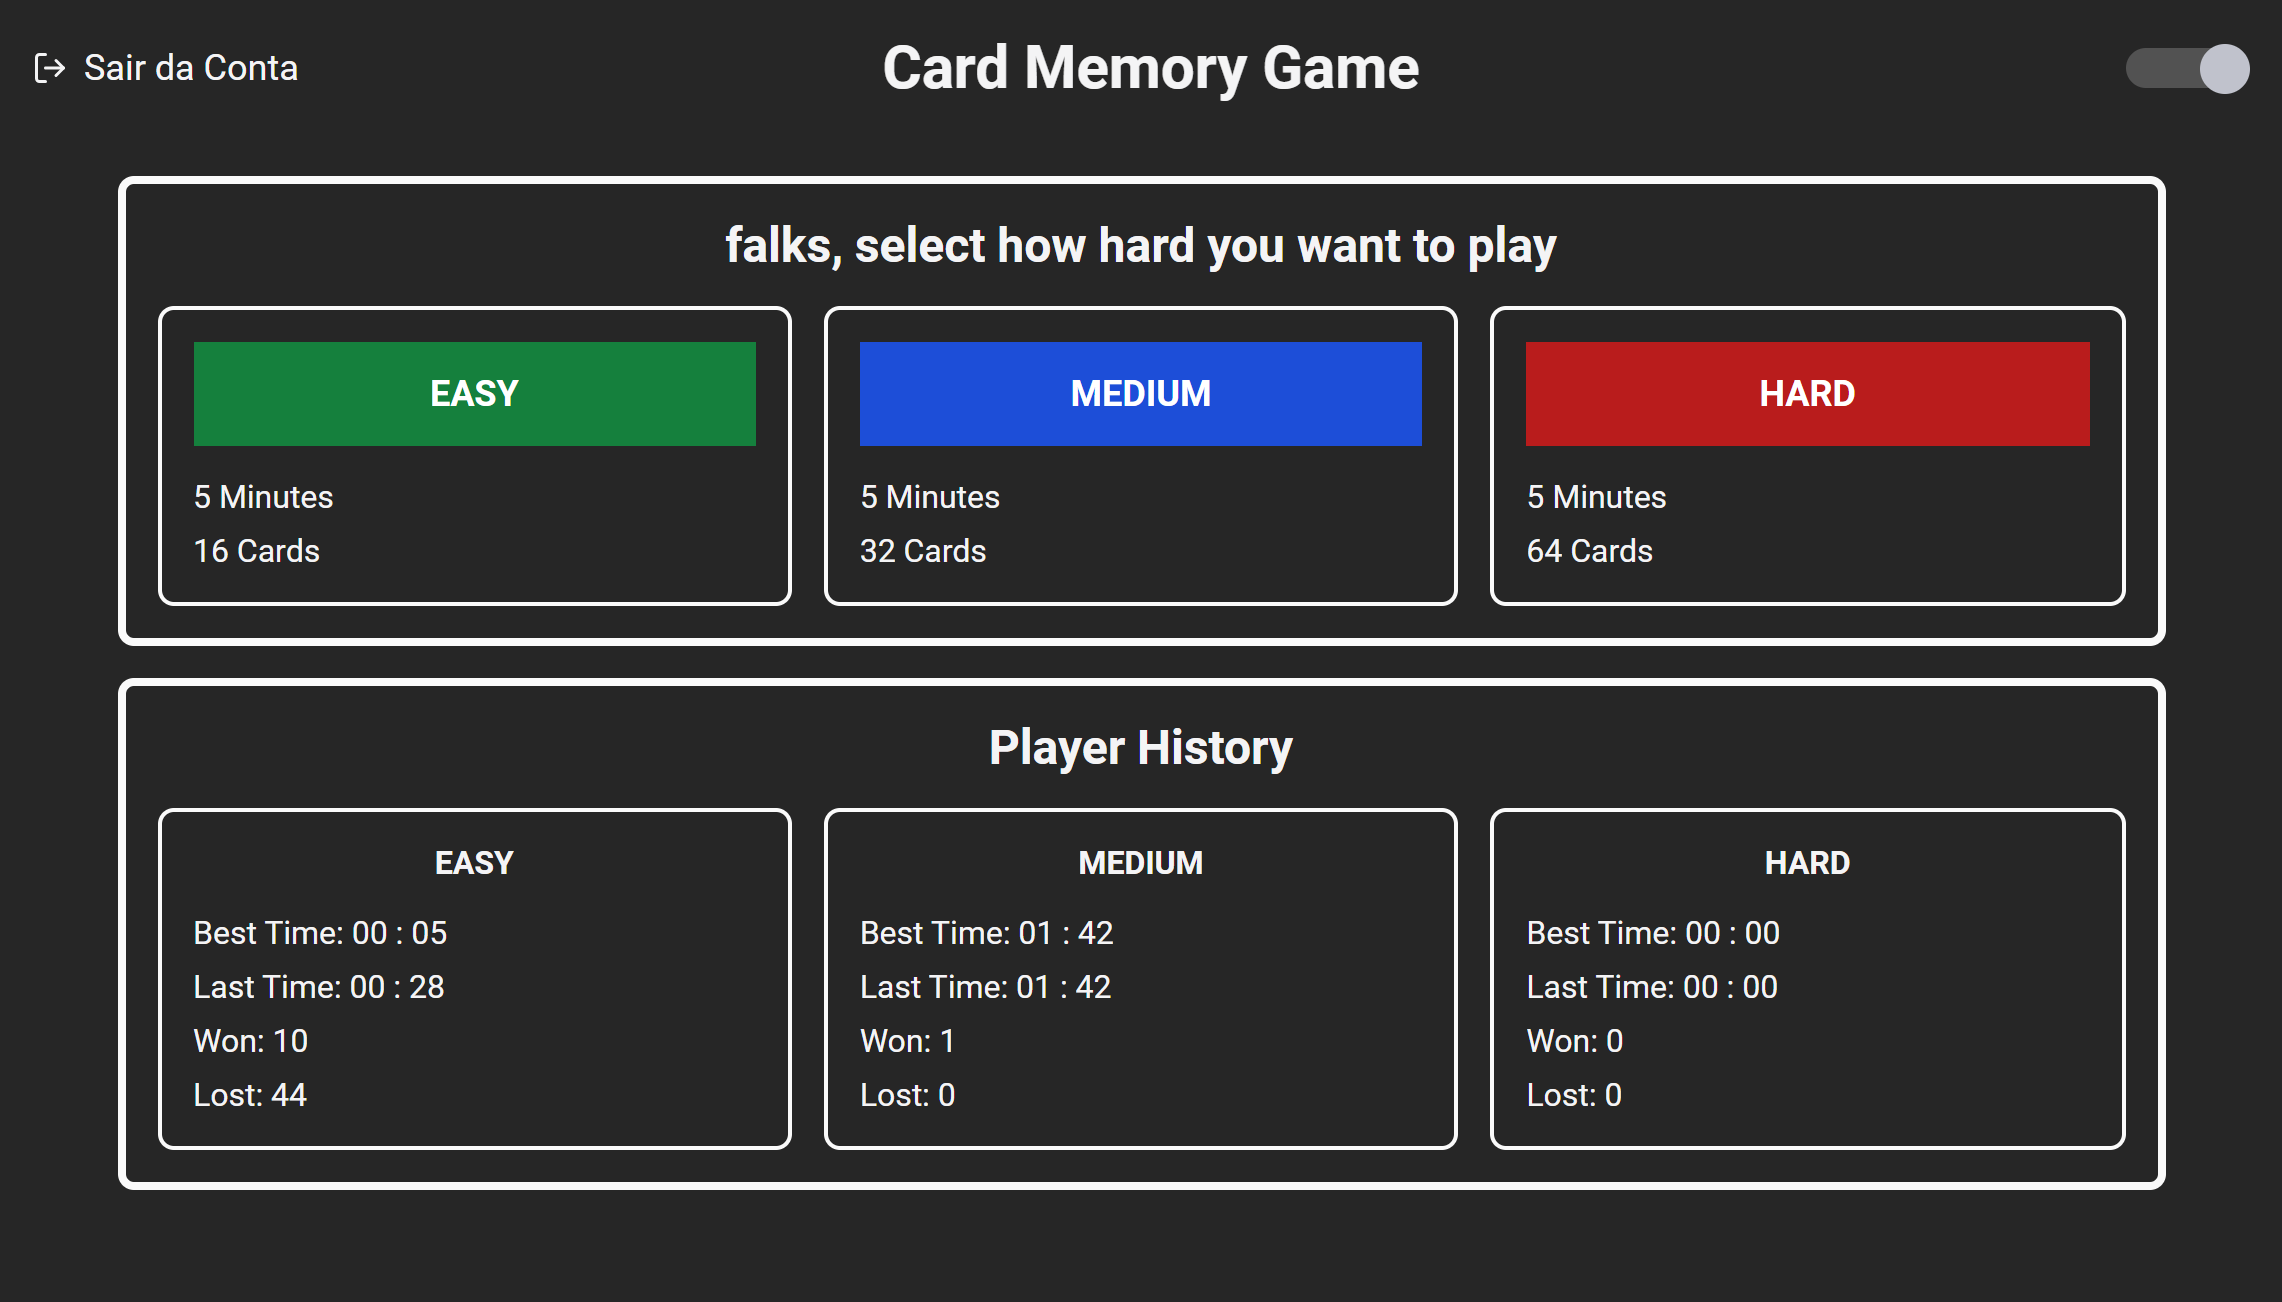 Sair da Conta
Card Memory Game
falks, select how hard you want to play
EASY
5 Minutes
16 Cards
MEDIUM
5 Minutes
32 Cards
HARD
5 Minutes
64 Cards
Player History
EASY
Best Time: 00 : 05
Last Time: 00 : 28
Won: 10
Lost: 44
MEDIUM
Best Time: 01 : 42
Last Time: 01 : 42
Won: 1
Lost: 0
HARD
Best Time: 00 : 00
Last Time: 00 : 00
Won: 0
Lost: 0